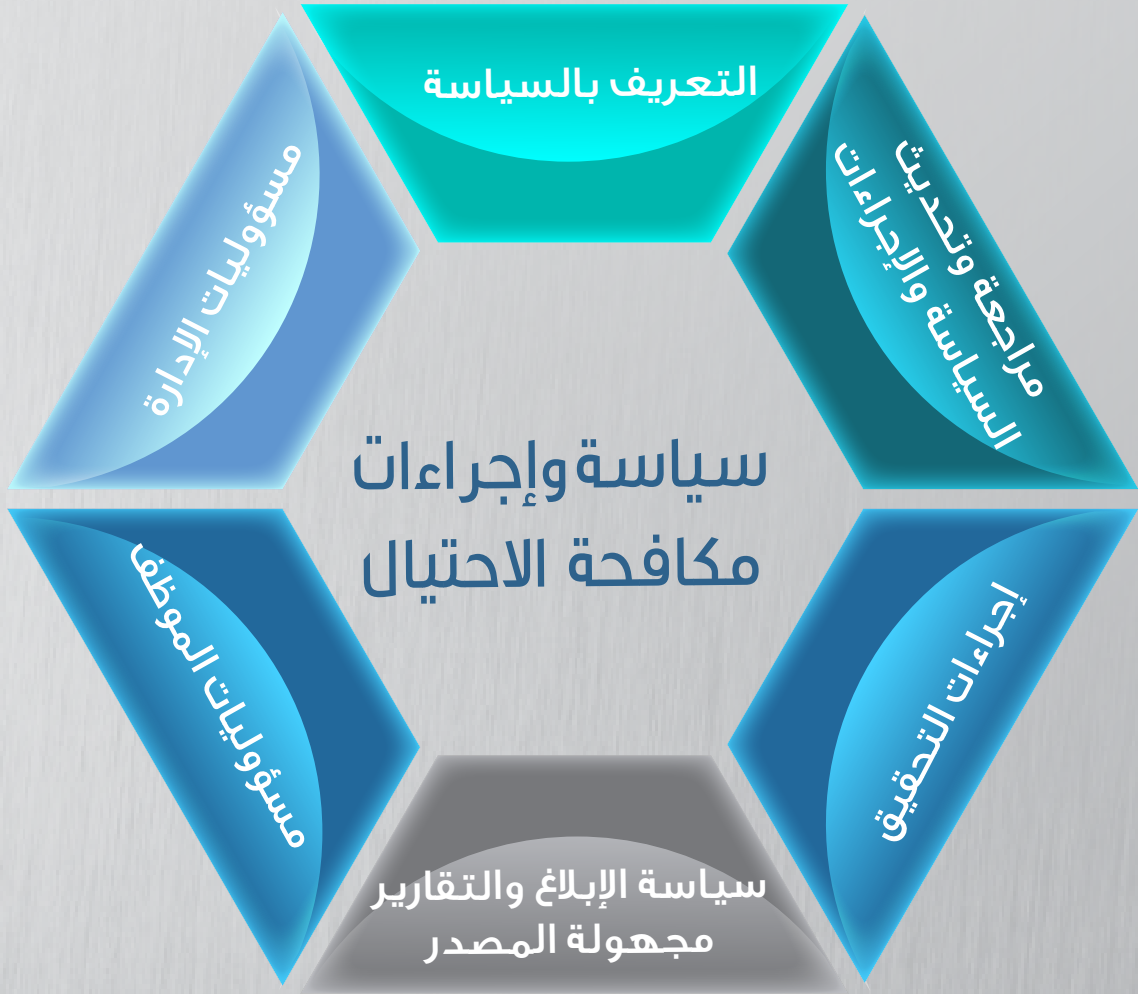 التعريف بالسياسة
مسؤوليات الإدارة
مراجعة وتحديث
السياسة والإجراءات
سياسة وإجراءات
مكافحة الاحتيال
مسؤوليات الموظف
إجراءات التحقيق
سياسة الإبلاغ والتقارير
مجهولة المصدر